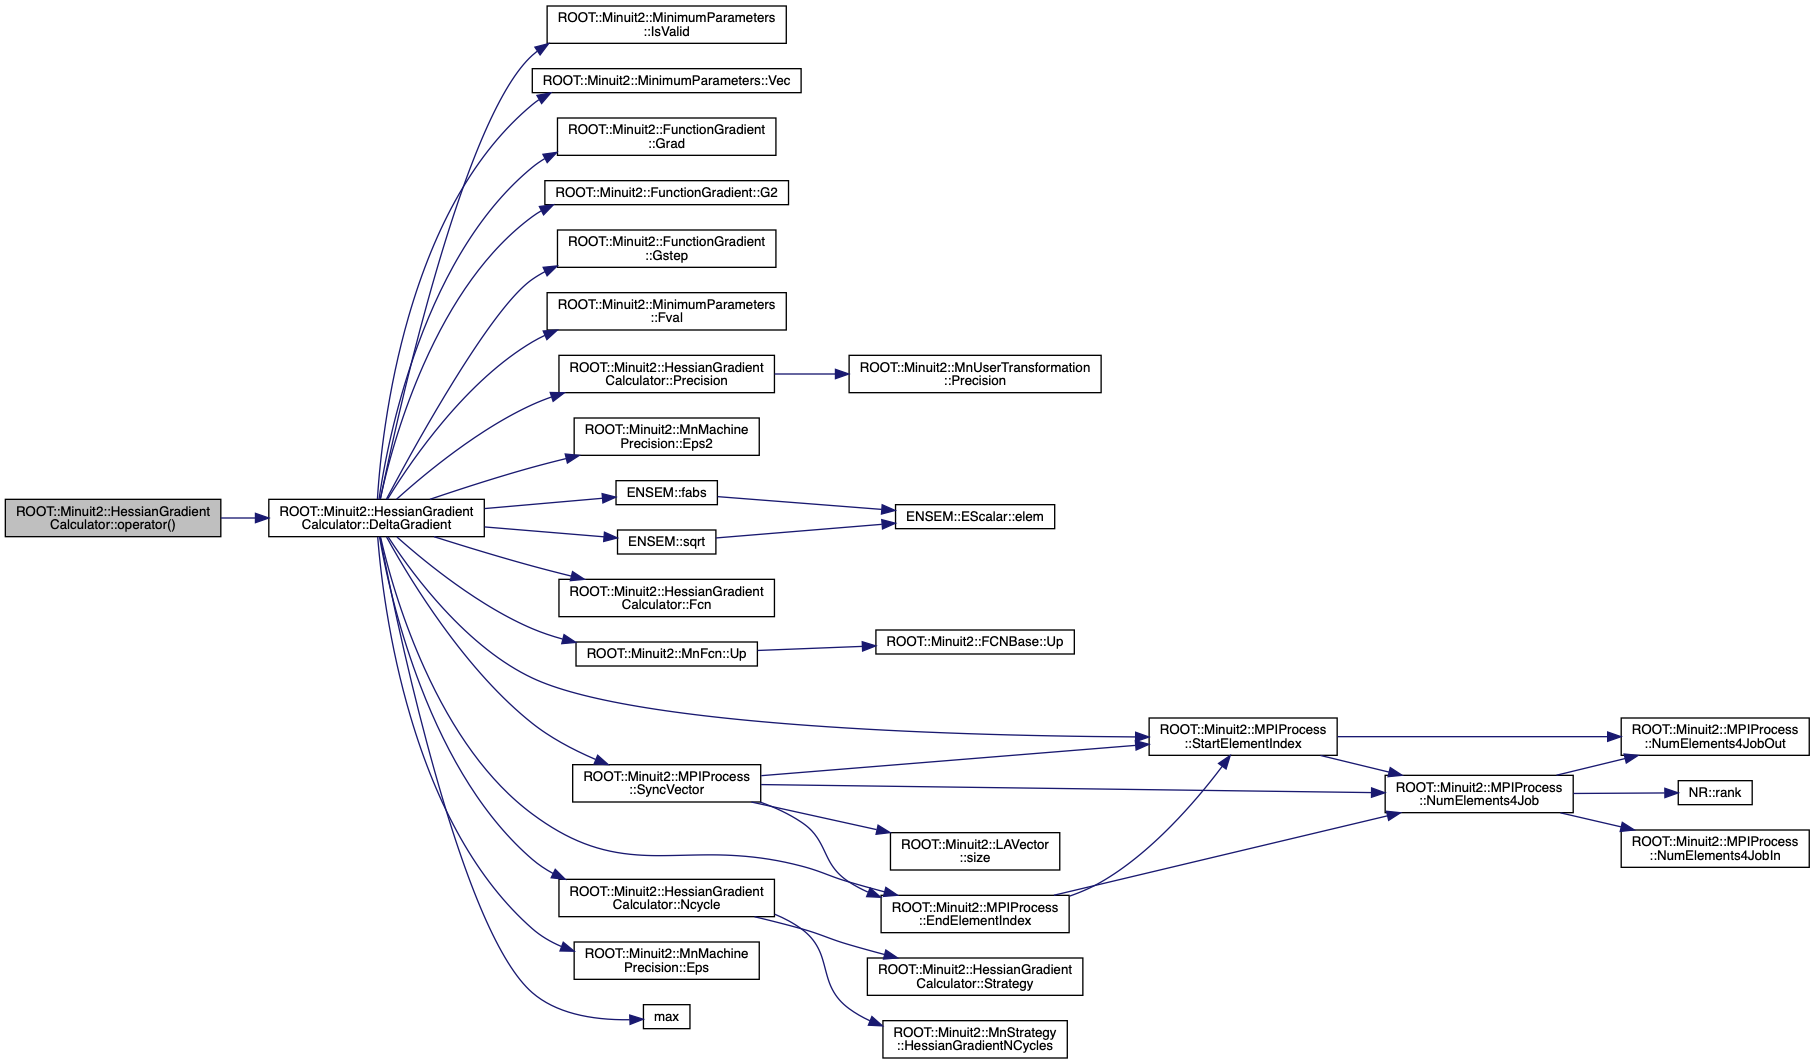 ROOT::Minuit2::MinimumParameters
::IsValid
ROOT::Minuit2::MinimumParameters::Vec
ROOT::Minuit2::FunctionGradient
::Grad
ROOT::Minuit2::FunctionGradient::G2
ROOT::Minuit2::FunctionGradient
::Gstep
ROOT::Minuit2::MinimumParameters
::Fval
ROOT::Minuit2::HessianGradient
Calculator::Precision
ROOT::Minuit2::MnUserTransformation
::Precision
ROOT::Minuit2::MnMachine
Precision::Eps2
ROOT::Minuit2::HessianGradient
Calculator::operator()
ROOT::Minuit2::HessianGradient
Calculator::DeltaGradient
ENSEM::fabs
ENSEM::sqrt
ENSEM::EScalar::elem
ROOT::Minuit2::HessianGradient
Calculator::Fcn
ROOT::Minuit2::MnFcn::Up
ROOT::Minuit2::FCNBase::Up
ROOT::Minuit2::MPIProcess
::StartElementIndex
ROOT::Minuit2::MPIProcess
::NumElements4JobOut
ROOT::Minuit2::MPIProcess
::SyncVector
ROOT::Minuit2::MPIProcess
::NumElements4Job
NR::rank
ROOT::Minuit2::LAVector
::size
ROOT::Minuit2::MPIProcess
::NumElements4JobIn
ROOT::Minuit2::HessianGradient
Calculator::Ncycle
ROOT::Minuit2::MPIProcess
::EndElementIndex
ROOT::Minuit2::MnMachine
Precision::Eps
ROOT::Minuit2::HessianGradient
Calculator::Strategy
max
ROOT::Minuit2::MnStrategy
::HessianGradientNCycles